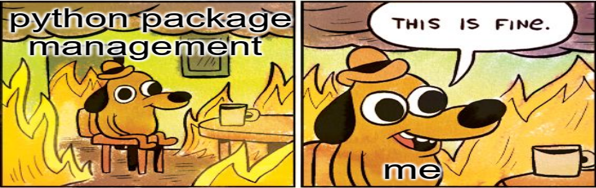 python package
management
THIS IS FINE.
me